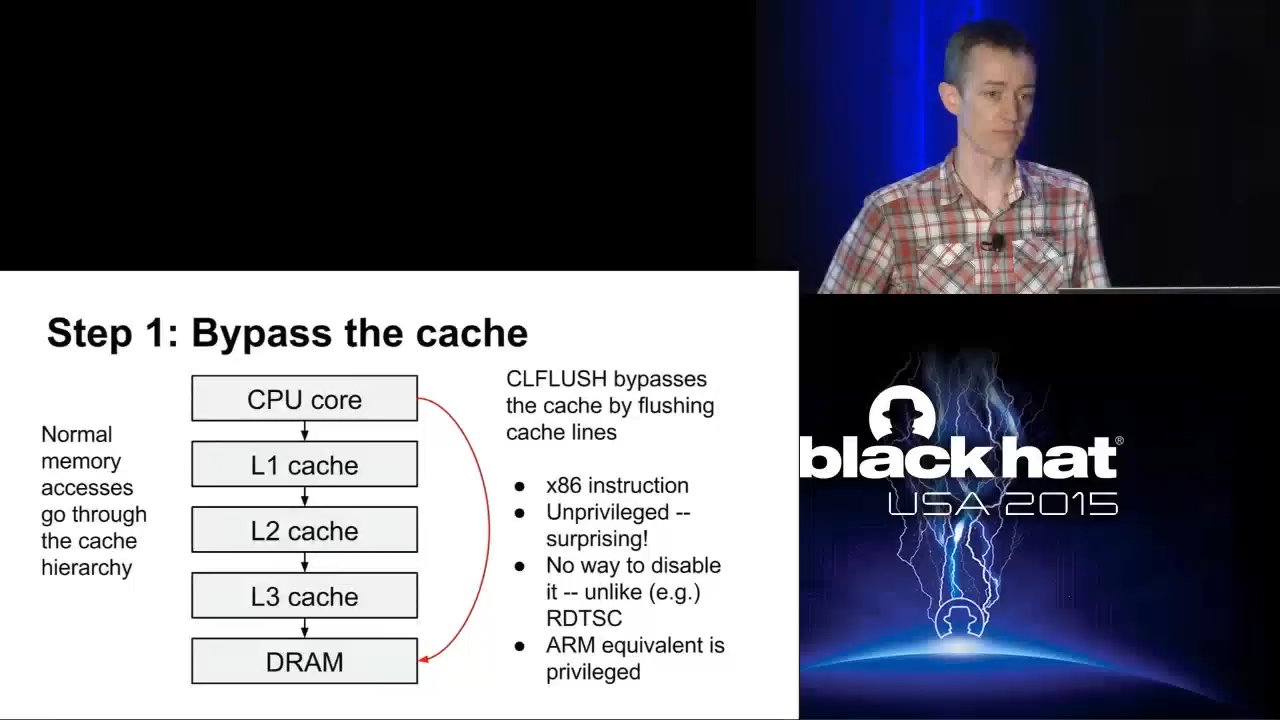 Step 1: Bypass the cache
Normal
memory
accesses
go through
the cache
hierarchy
CPU core
L1 cache
L2 cache
L3 cache
DRAM
CLFLUSH bypasses
the cache by flushing
cache lines
● x86 instruction
● Unprivileged --
surprising!
● No way to disable
it -- unlike (e.g.)
RDTSC
● ARM equivalent is
privileged
black hat®
USA 2015